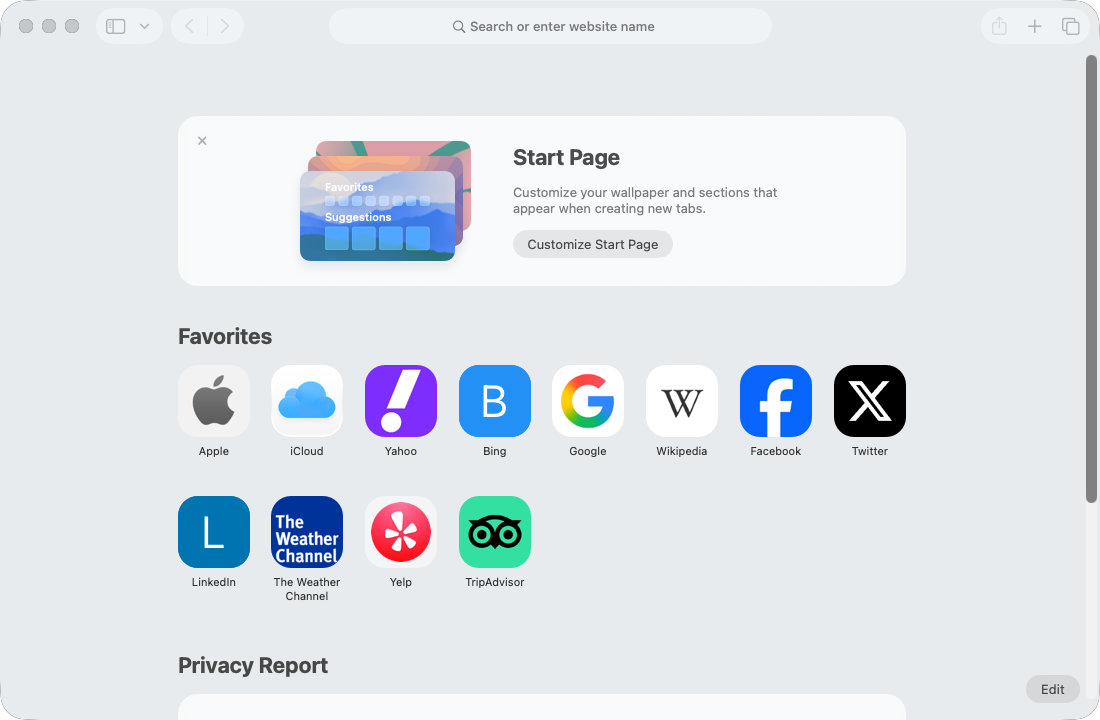 Search or enter website name
Start Page
Customize your wallpaper and sections that
appear when creating new tabs.
Customize Start Page
Favorites
Suggestions
Favorites
Apple
iCloud
Yahoo
B
Bing
Google
W
Wikipedia
Facebook
Twitter
L
LinkedIn
The
Weather
Channel
The Weather
Channel
Yelp
TripAdvisor
Privacy Report
Edit